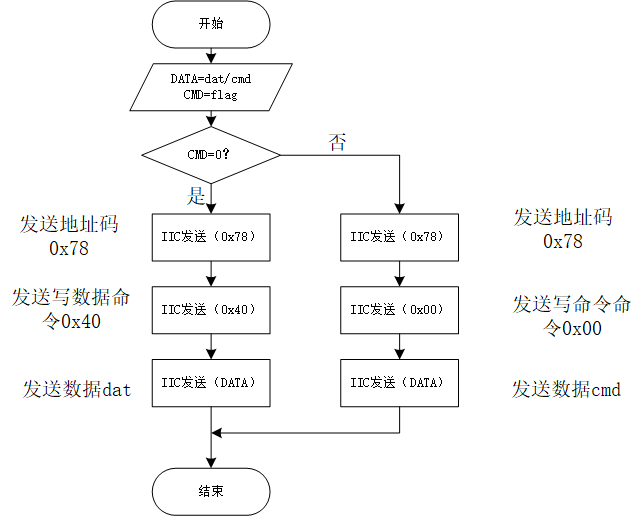 开始
DATA=dat/cmd
CMD=flag
CMD=0?
否
是
发送地址码
0x78
IIC发送（0x78）
IIC发送（0x78）
发送地址码
0x78
发送写数据命
令0x40
IIC发送（0x40）
IIC发送（0x00）
发送写命令命
令0x00
发送数据dat
IIC发送（DATA）
IIC发送（DATA）
发送数据cmd
结束